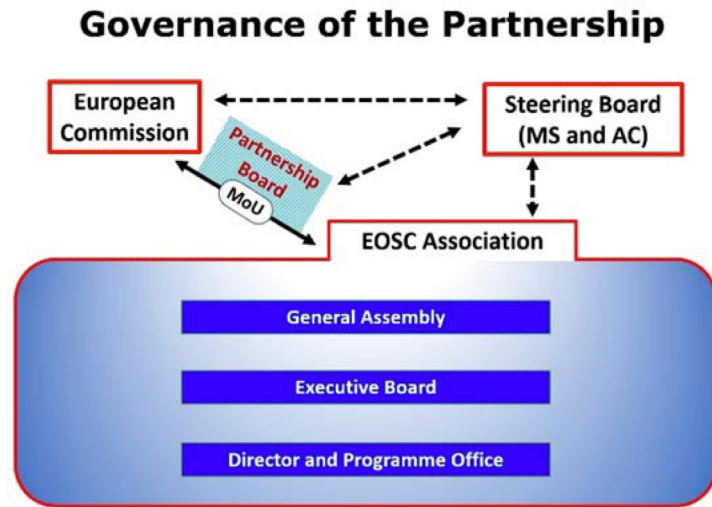 Governance of the Partnership
European
Commission
Steering Board
(MS and AC)
Partnership
Board
MoU
EOSC Association
General Assembly
Executive Board
Director and Programme Office